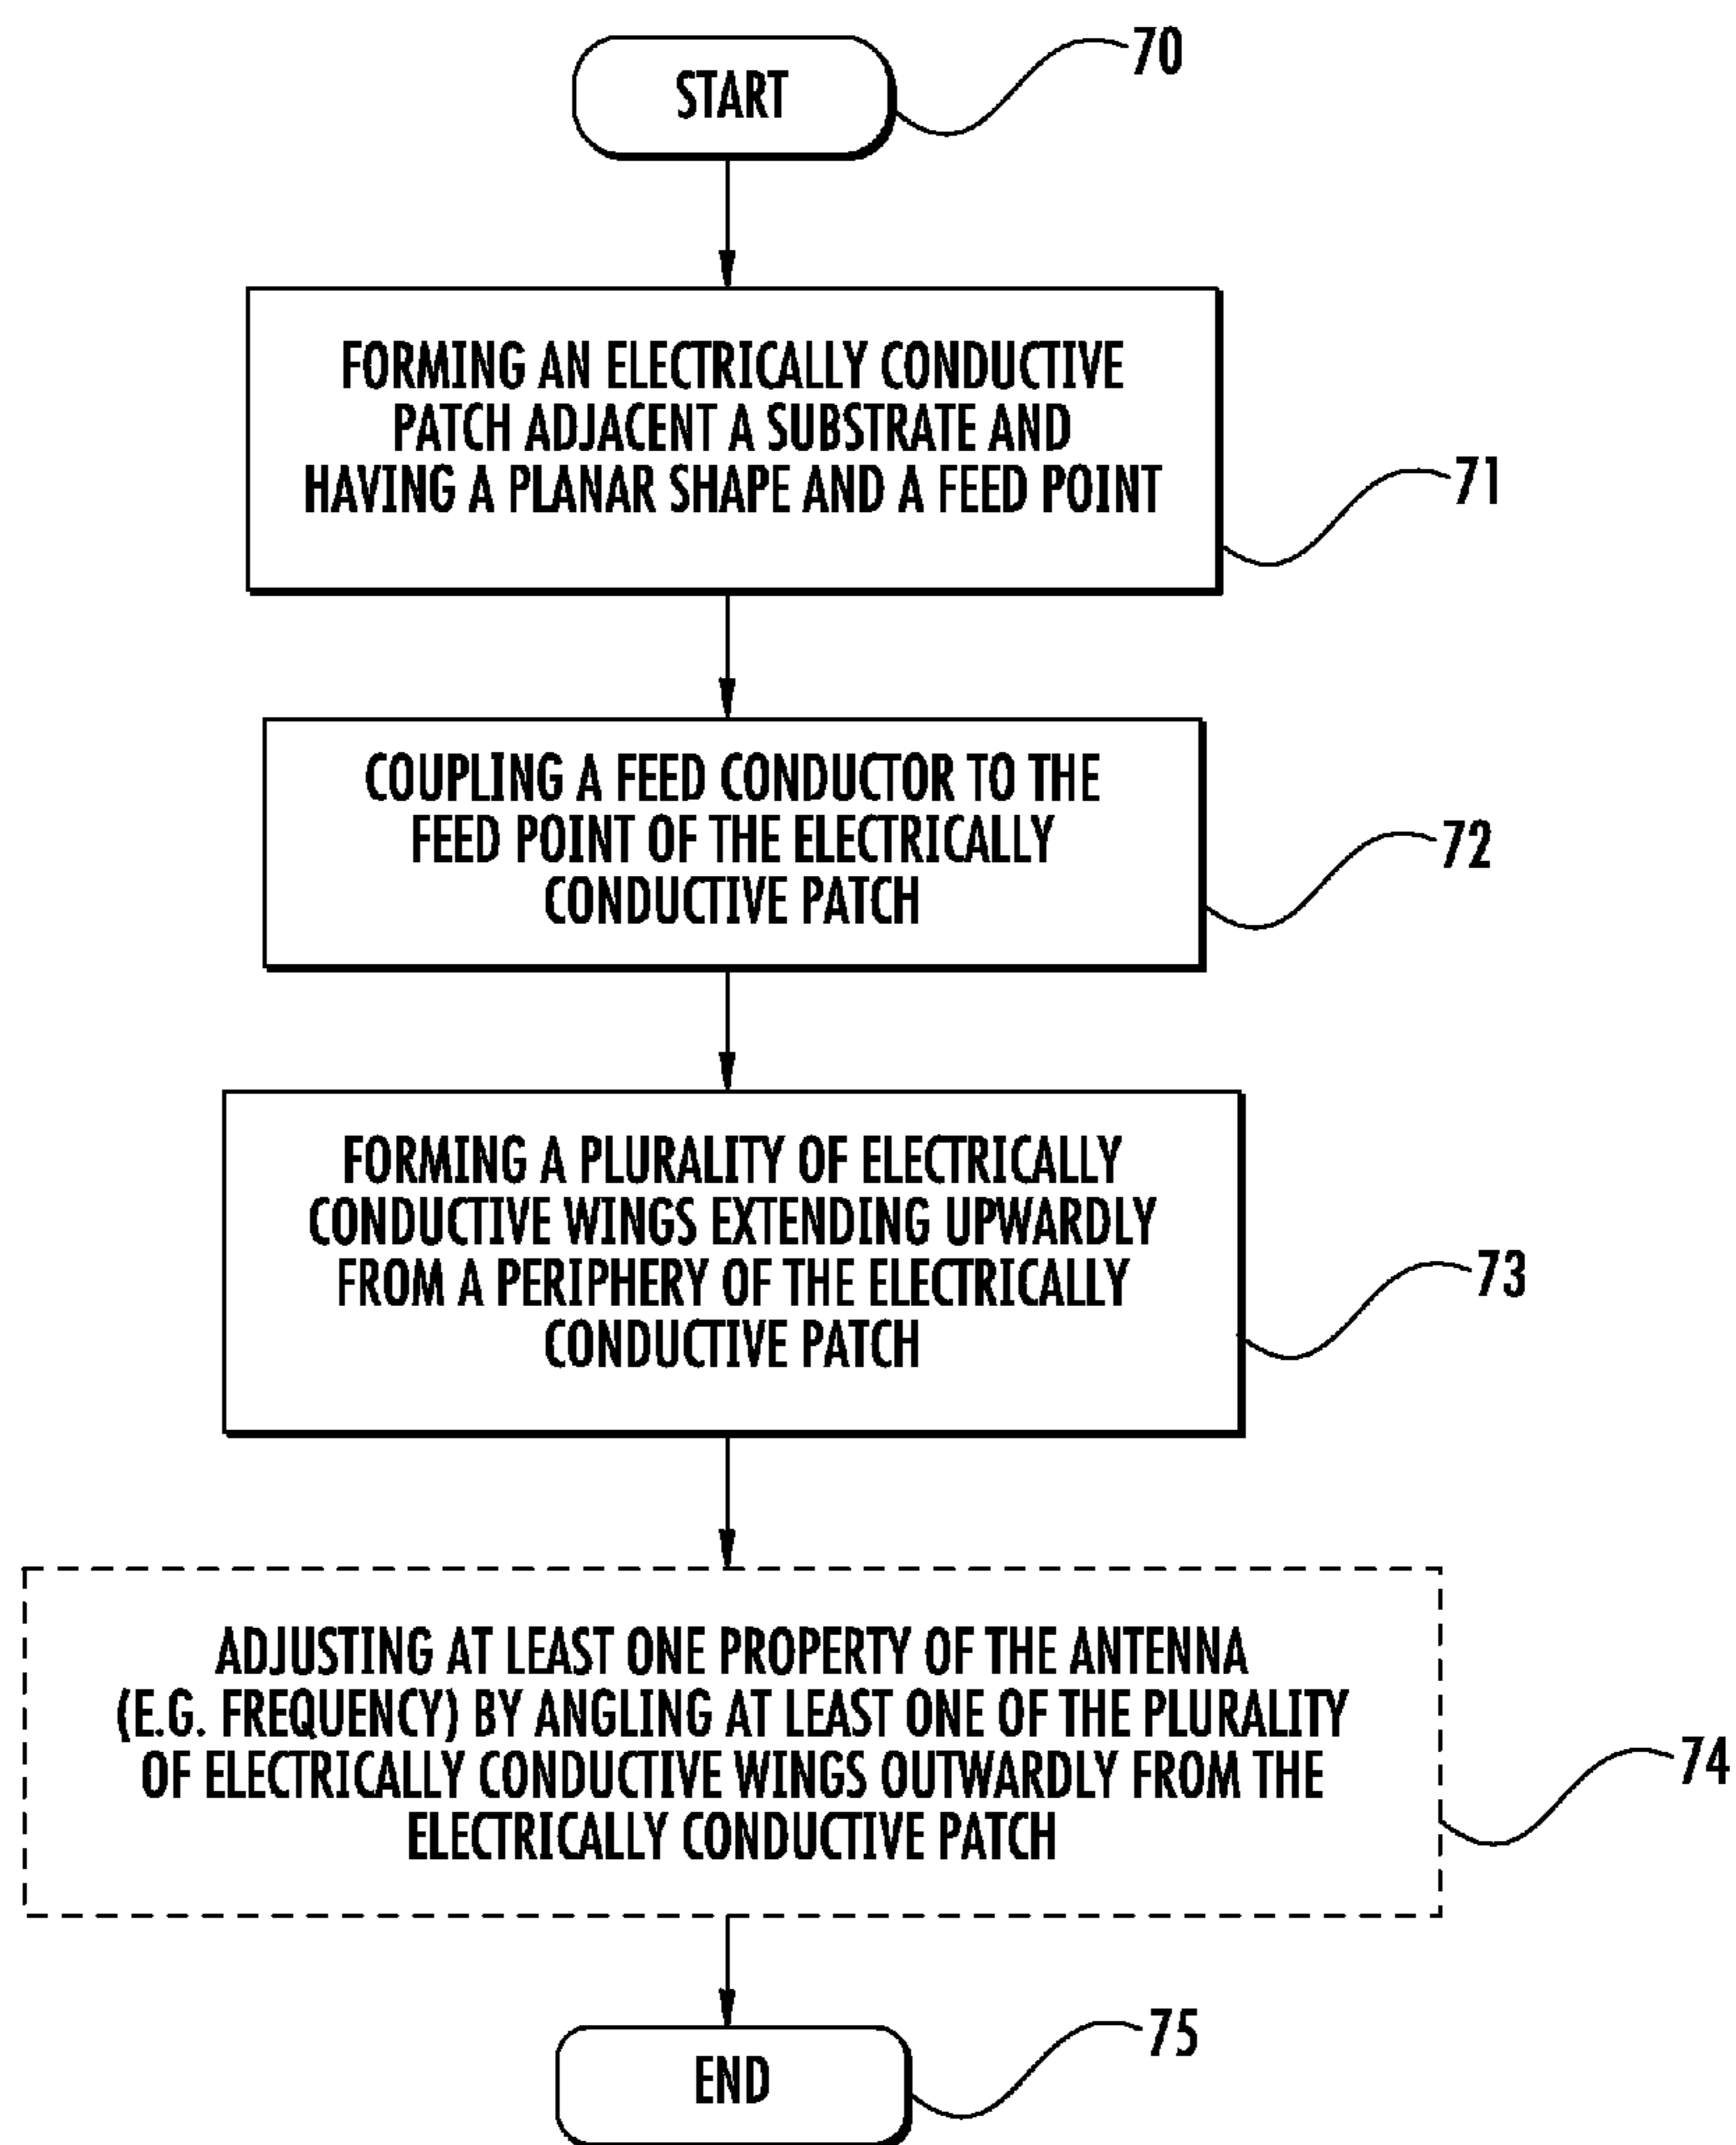 START
70
FORMING AN ELECTRICALLY CONDUCTIVE
PATCH ADJACENT A SUBSTRATE AND
HAVING A PLANAR SHAPE AND A FEED POINT
71
COUPLING A FEED CONDUCTOR TO THE
FEED POINT OF THE ELECTRICALLY
CONDUCTIVE PATCH
72
FORMING A PLURALITY OF ELECTRICALLY
CONDUCTIVE WINGS EXTENDING UPWARDLY
FROM A PERIPHERY OF THE ELECTRICALLY
CONDUCTIVE PATCH
73
ADJUSTING AT LEAST ONE PROPERTY OF THE ANTENNA
(E.G. FREQUENCY) BY ANGLING AT LEAST ONE OF THE PLURALITY
OF ELECTRICALLY CONDUCTIVE WINGS OUTWARDLY FROM THE
ELECTRICALLY CONDUCTIVE PATCH
74
END
75